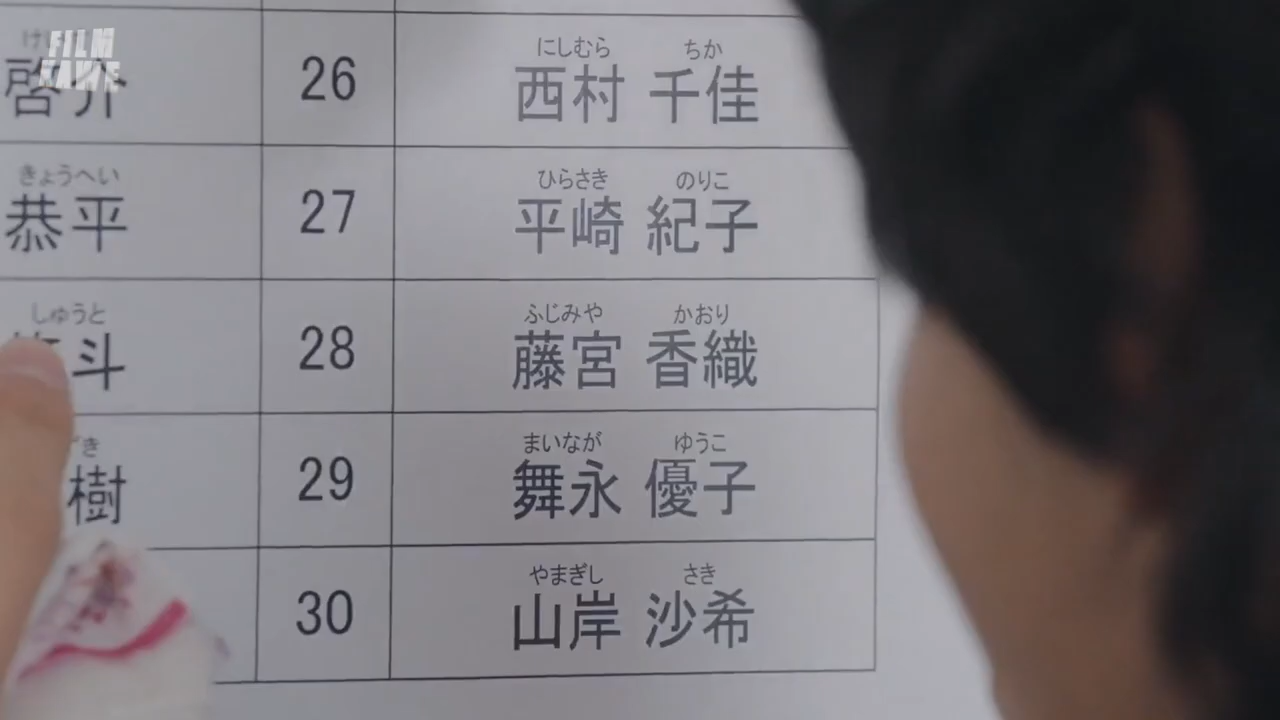 FILM
けい
啓介
26
にしむら ちか
西村 千佳
きょうへい
恭平
27
ひらさき のりこ
平崎 紀子
しゅうと
斗
28
ふじみや かおり
藤宮 香織
き
樹
29
まいなが ゆうこ
舞永 優子
30
やまぎし さき
山岸 沙希